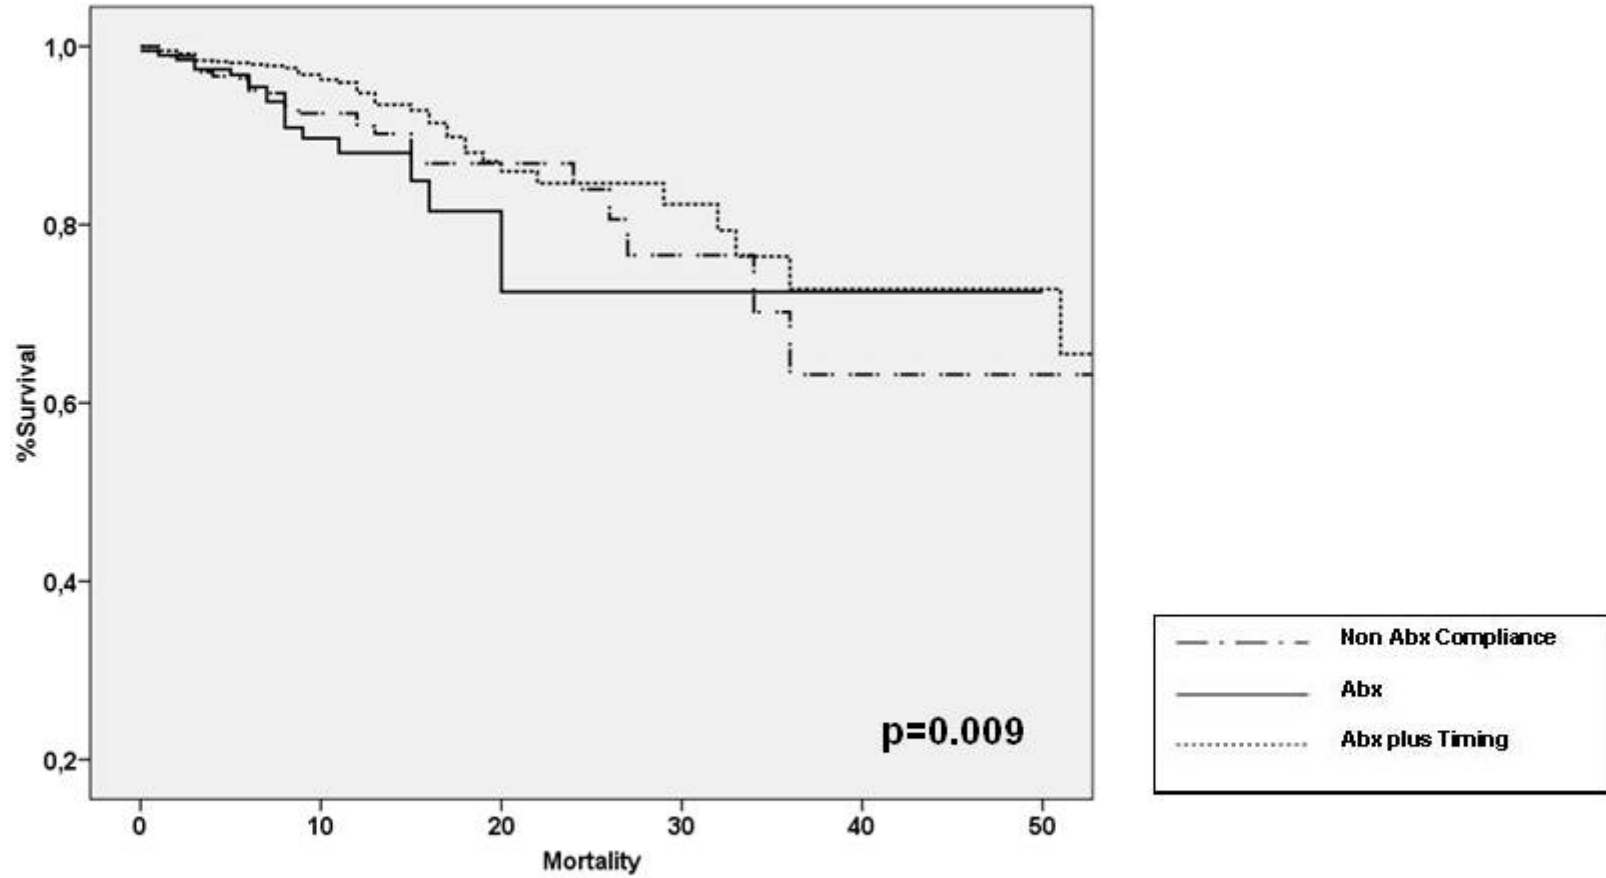 1,0
0,8
0,6
0,4
0,2
%Survival
p=0.009
0 10 20 30 40 50
Mortality
Non Abx Compliance
Abx
Abx plus Timing